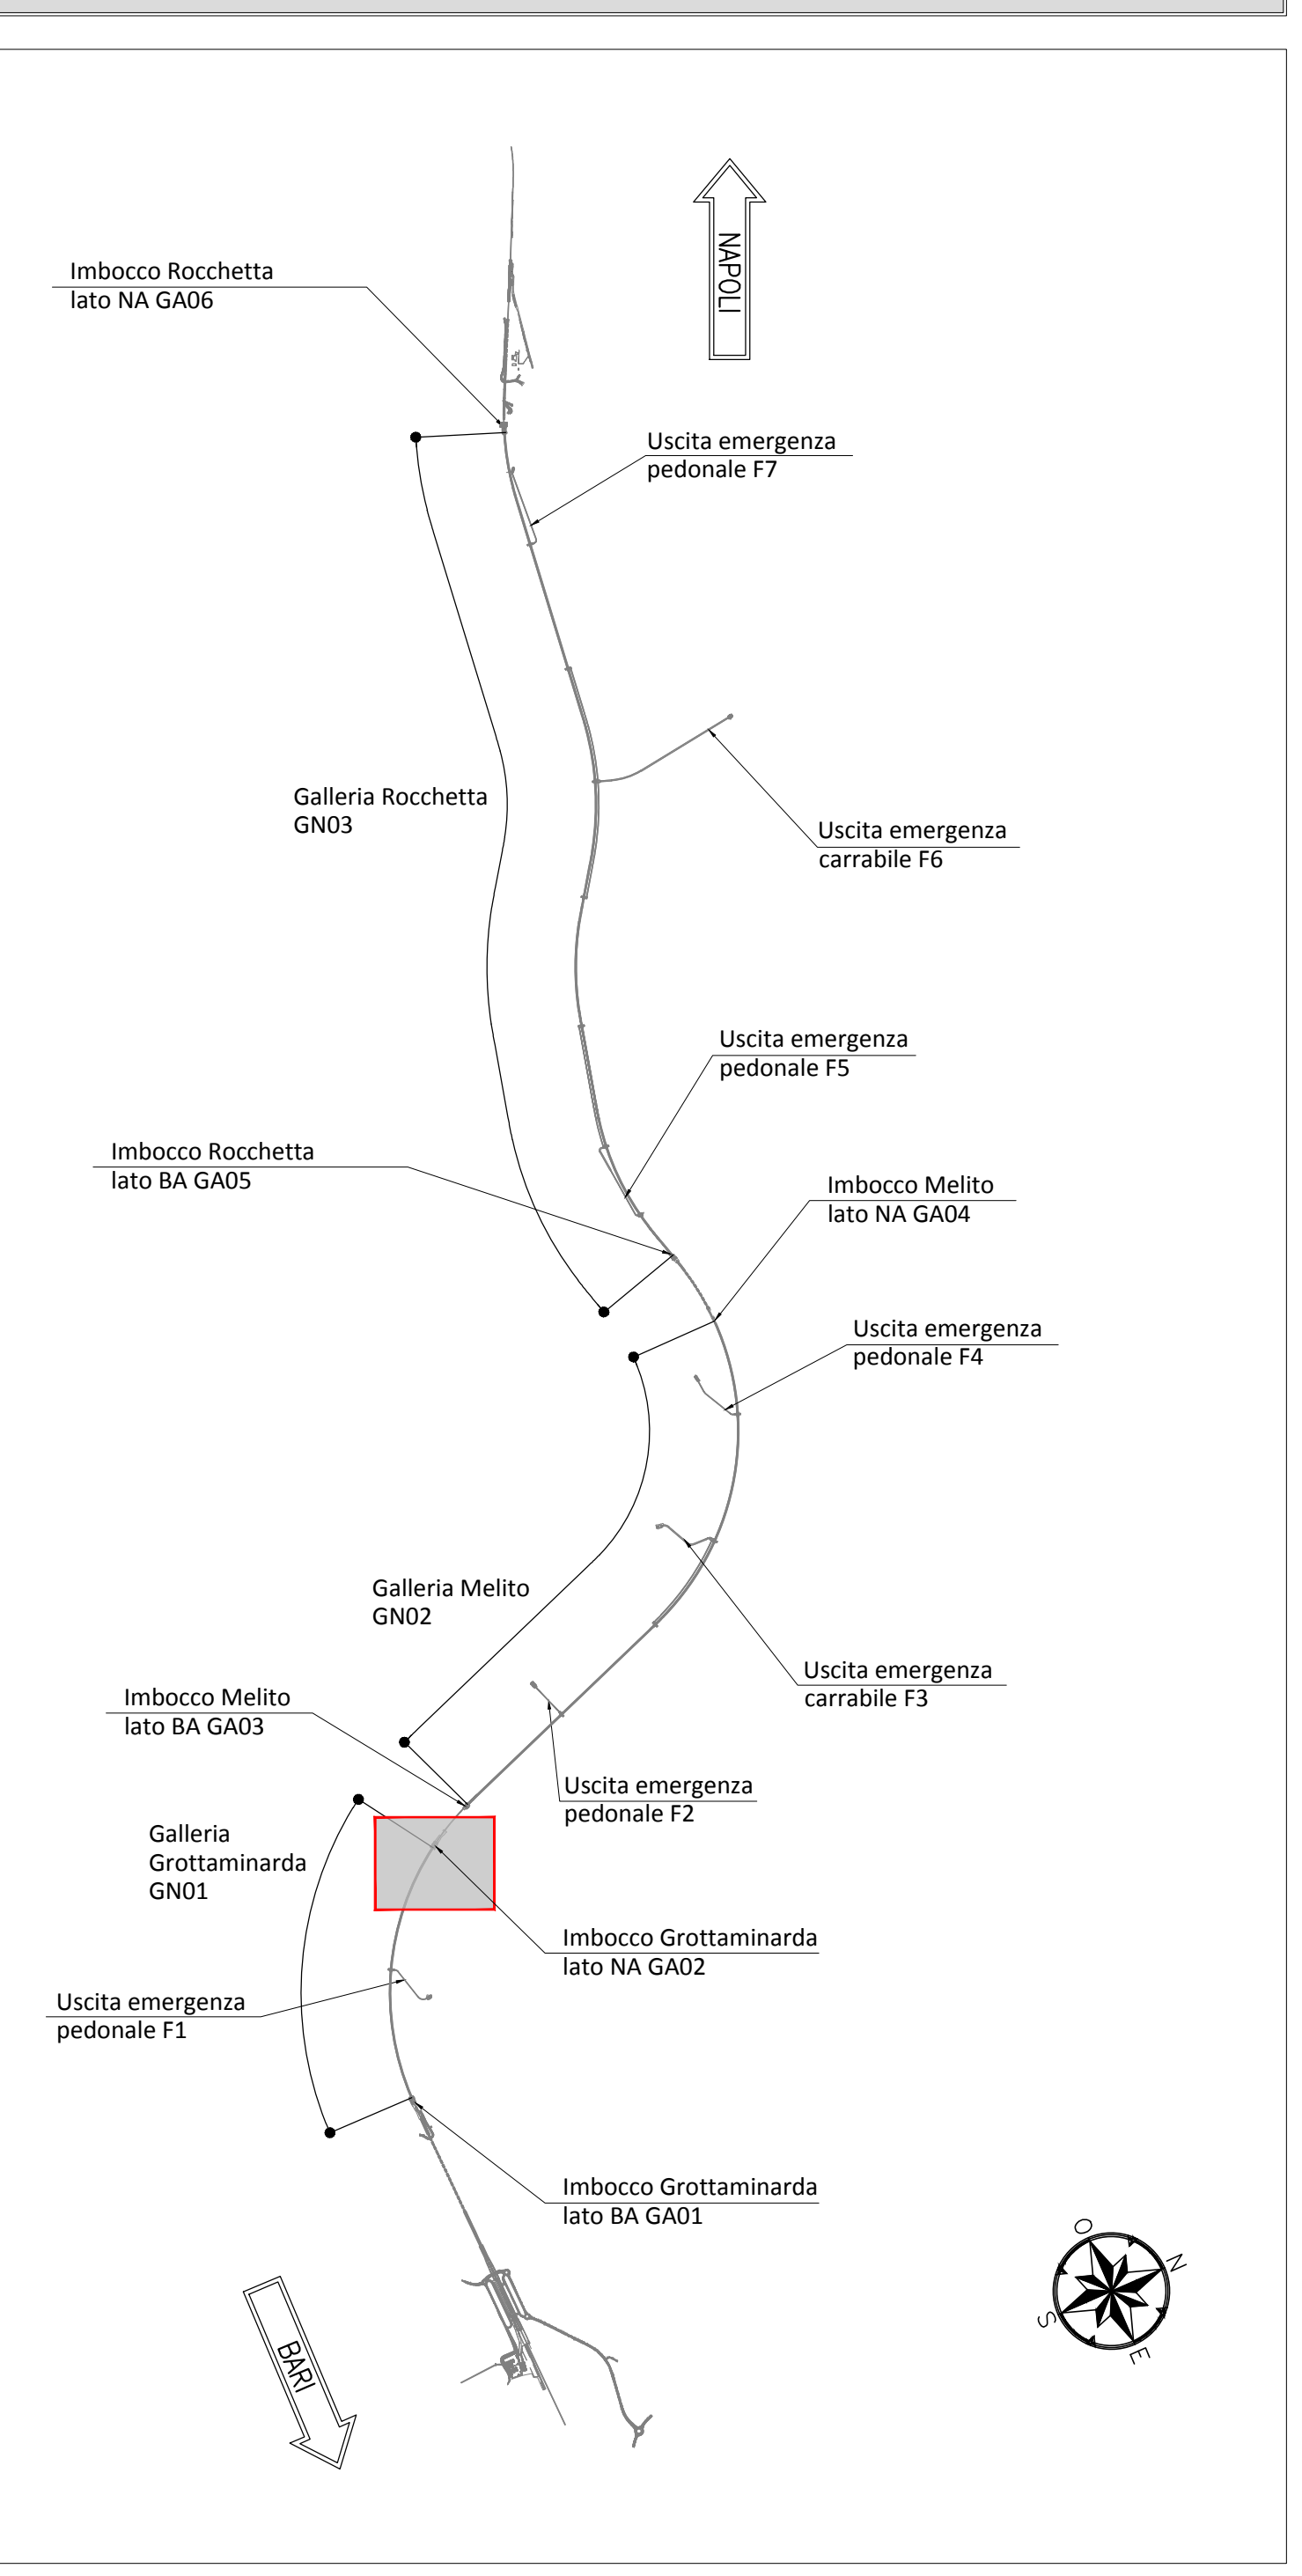 NAPOLI
Imbocco Rocchetta
lato NA GA06
Uscita emergenza
pedonale F7
Galleria Rocchetta
GN03
Uscita emergenza
carrabile F6
Uscita emergenza
pedonale F5
Imbocco Rocchetta
lato BA GA05
Imbocco Melito
lato NA GA04
Uscita emergenza
pedonale F4
Galleria Melito
GN02
Uscita emergenza
carrabile F3
Imbocco Melito
lato BA GA03
Uscita emergenza
pedonale F2
Galleria
Grottaminarda
GN01
Imbocco Grottaminarda
lato NA GA02
Uscita emergenza
pedonale F1
Imbocco Grottaminarda
lato BA GA01
BARI
O
N
S
E